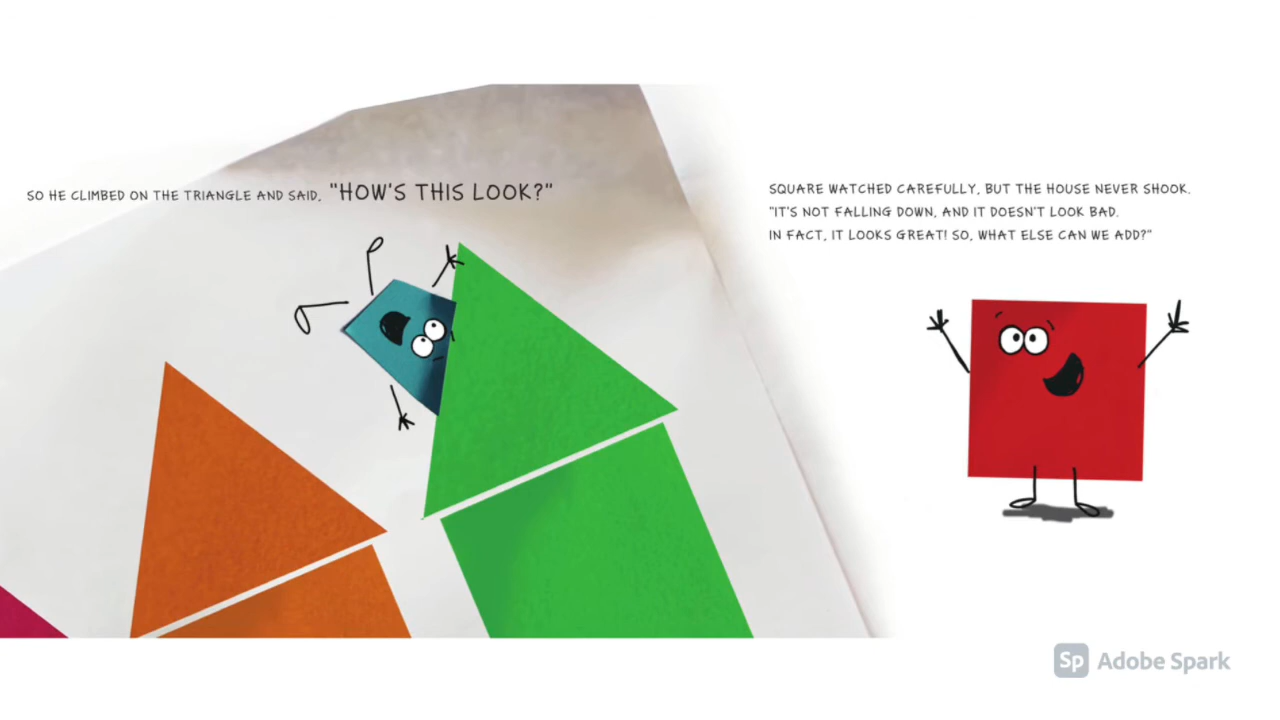 SO HE CLIMBED ON THE TRIANGLE AND SAID, "HOW'S THIS LOOK?"
SQUARE WATCHED CAREFULLY, BUT THE HOUSE NEVER SHOOK.
"IT'S NOT FALLING DOWN, AND IT DOESN'T LOOK BAD.
IN FACT, IT LOOKS GREAT! SO, WHAT ELSE CAN WE ADD?"
Sp Adobe Spark